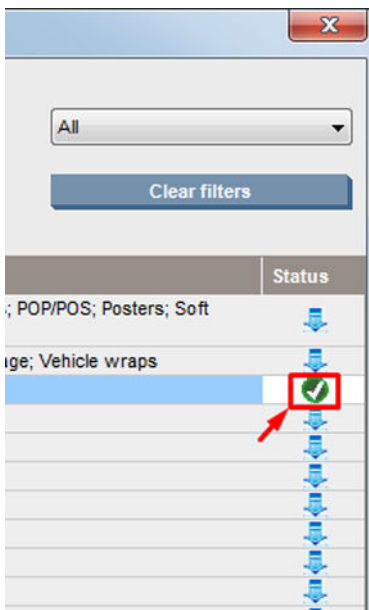 All
Clear filters
Status
; POP/POS; Posters; Soft
ge; Vehicle wraps